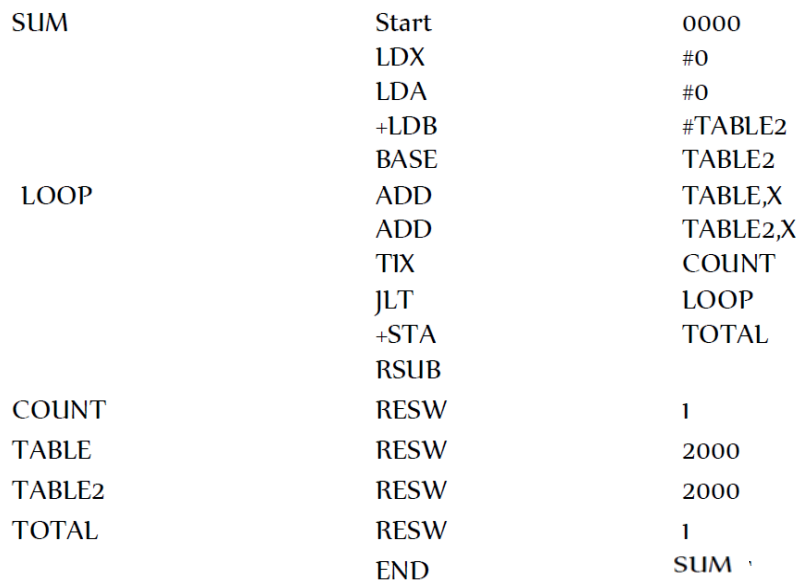 SUM Start 0000
LDX #0
LDA #0
+LDB #TABLE2
BASE TABLE2
LOOP ADD TABLE,X
ADD TABLE2,X
TIX COUNT
JLT LOOP
+STA TOTAL
RSUB
COUNT RESW 1
TABLE RESW 2000
TABLE2 RESW 2000
TOTAL RESW 1
END SUM